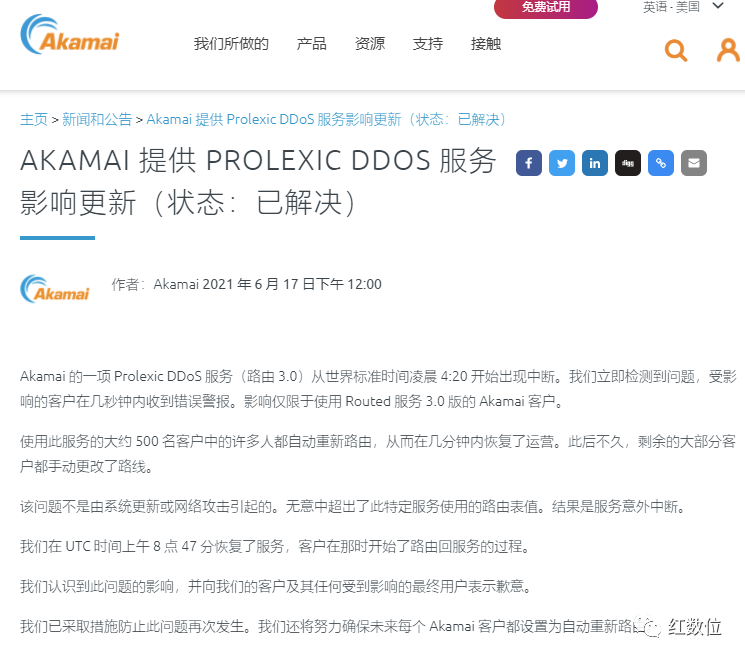 免费试用
英语 - 美国
Akamai
我们所做的 产品 资源 支持 接触
主页 > 新闻和公告 > Akamai 提供 Prolexic DDoS 服务影响更新（状态：已解决）
AKAMAI 提供 PROLEXIC DDOS 服务
影响更新（状态：已解决）
digg
Akamai
作者： Akamai 2021 年 6 月 17 日下午 12:00
Akamai 的一项 Prolexic DDoS 服务（路由 3.0）从世界标准时间凌晨 4:20 开始出现中断。我们立即检测到问题，受影
响的客户在几秒钟内收到错误警报。影响仅限于使用 Routed 服务 3.0 版的 Akamai 客户。
使用此服务的大约 500 名客户中的许多人都自动重新路由，从而在几分钟内恢复了运营。此后不久，剩余的大部分客
户都手动更改了路线。
该问题不是由系统更新或网络攻击引起的。无意中超出了此特定服务使用的路由表值。结果是服务意外中断。
我们在 UTC 时间上午 8 点 47 分恢复了服务，客户在那时开始了路由回服务的过程。
我们认识到此问题的影响，并向我们的客户及其任何受到影响的最终用户表示歉意。
我们已采取措施防止此问题再次发生。我们还将努力确保未来每个 Akamai 客户都设置为自动重新路由
红数位